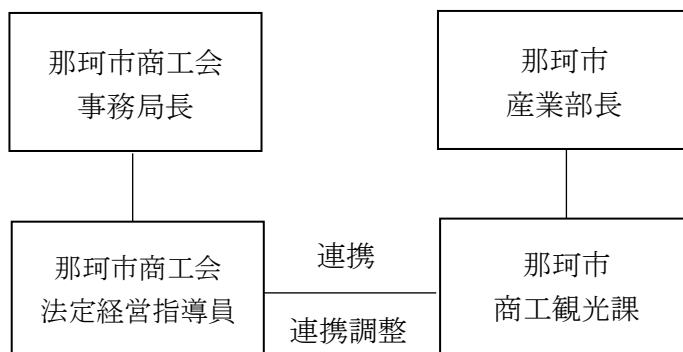 那珂市商工会
事務局長
那珂市
産業部長
那珂市商工会
法定経営指導員
連携
連携調整
那珂市
商工観光課